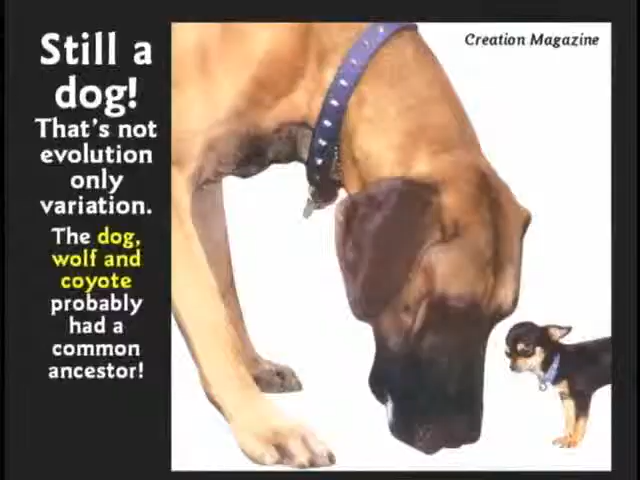 Still a
dog!
That's not
evolution
only
variation.
The dog,
wolf and
coyote
probably
had a
common
ancestor!
Creation Magazine